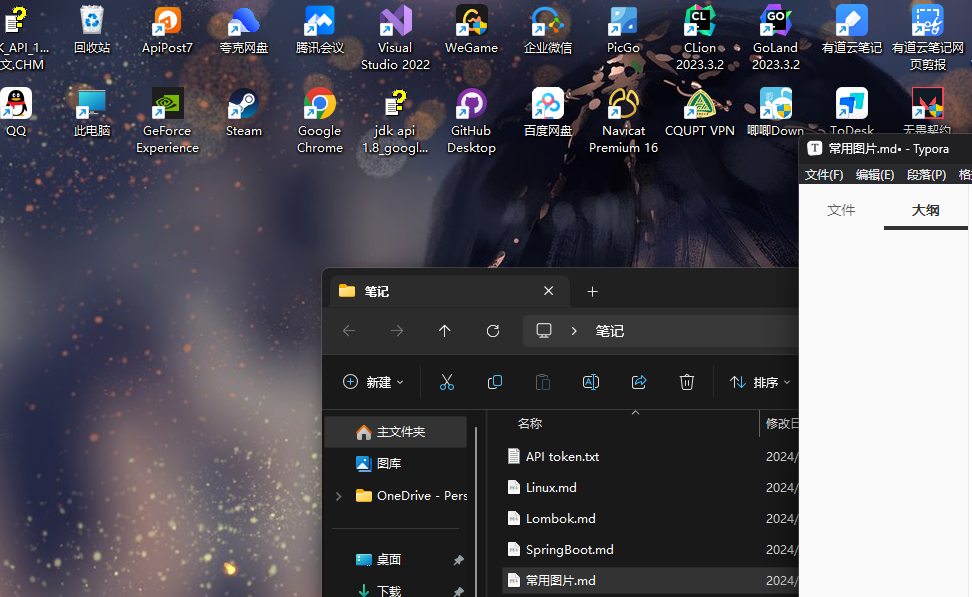 K_API_1...
文.CHM
回收站
ApiPost7
夸克网盘
腾讯会议
Visual
Studio 2022
WeGame
企业微信
PicGo
CL
CLion
2023.3.2
GO
GoLand
2023.3.2
有道云笔记
有道云笔记网
页剪报
QQ
此电脑
GeForce
Experience
Steam
Google
Chrome
jdk api
1.8_googl...
GitHub
Desktop
百度网盘
Navicat
Premium 16
CQUPT VPN
唧唧Down
ToDesk
无畏契约
T 常用图片.md• - Typora
文件(F) 编辑(E) 段落(P) 格
文件 大纲
笔记
笔记
新建
排序
名称 修改日
主文件夹
图库
OneDrive - Pers
桌面
下载
API token.txt 2024/
Linux.md 2024/
Lombok.md 2024/
SpringBoot.md 2024/
常用图片.md 2024/